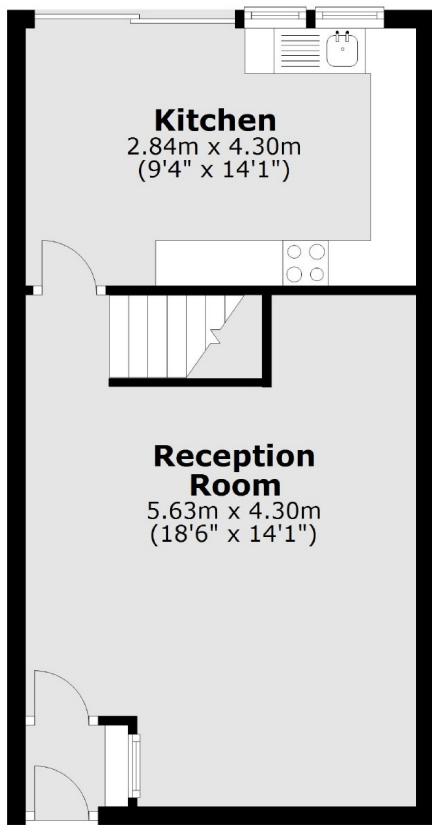 Kitchen
2.84m x 4.30m
(9'4" x 14'1")
Reception
Room
5.63m x 4.30m
(18'6" x 14'1")